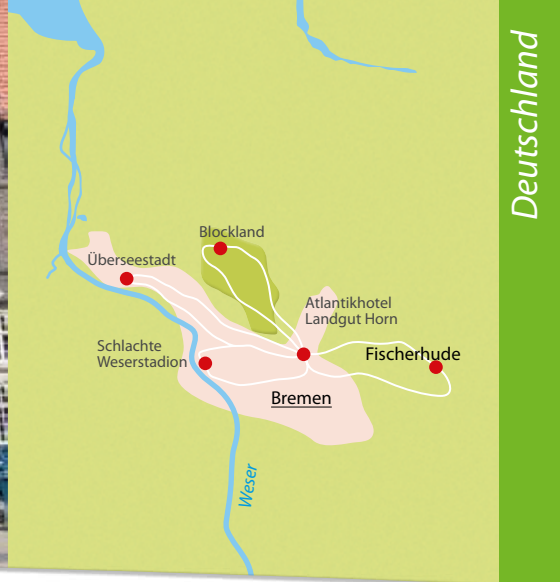 Deutschland
Blockland
Überseestadt
Atlantikhotel
Landgut Horn
Schlachte
Weserstadion
Fischerhude
Bremen
Weser